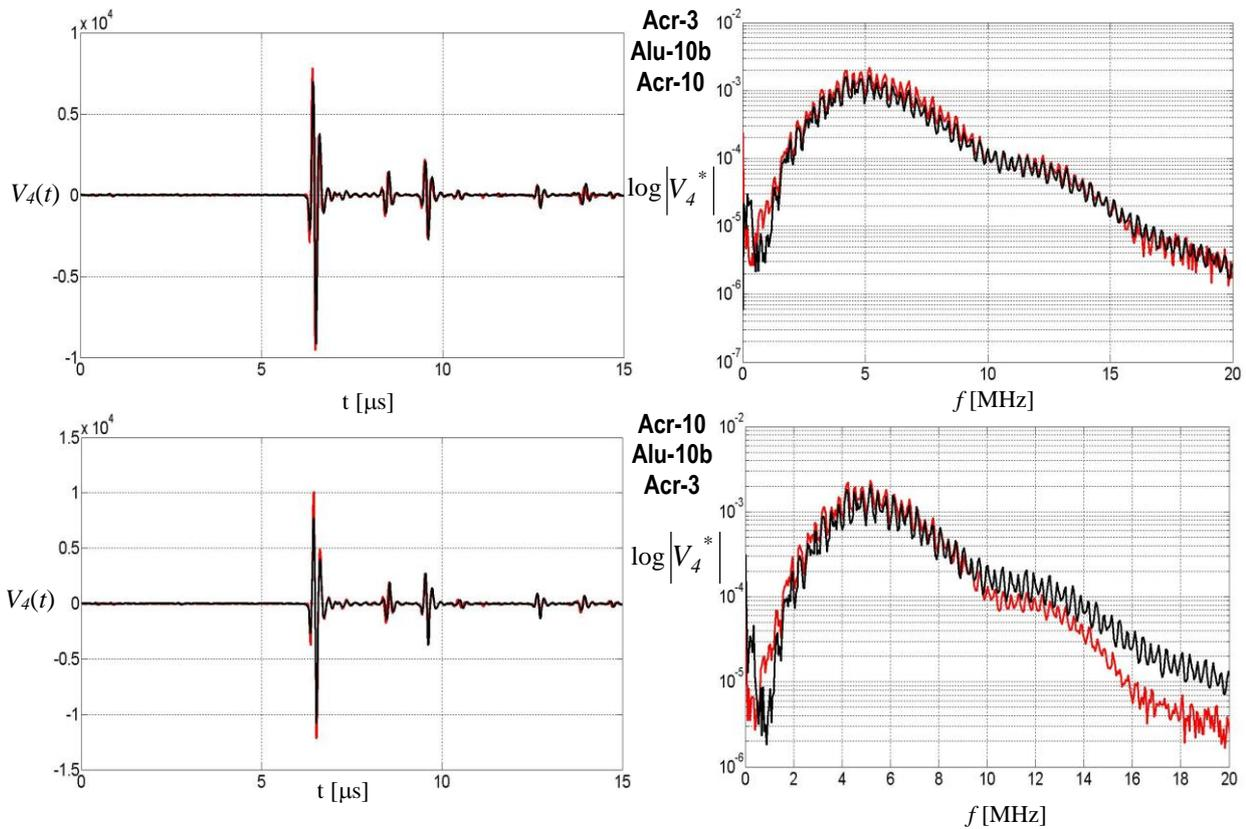 x 10⁴
1
0.5
0
-0.5
-1
V₄(t)
0 5 10 15
t [μs]
Acr-3
Alu-10b
Acr-10
log|V₄*|
10⁻²
10⁻³
10⁻⁴
10⁻⁵
10⁻⁶
10⁻⁷
0 5 10 15 20
f [MHz]
x 10⁴
1.5
1
0.5
0
-0.5
-1
-1.5
V₄(t)
0 5 10 15
t [μs]
Acr-10
Alu-10b
Acr-3
log|V₄*|
10⁻²
10⁻³
10⁻⁴
10⁻⁵
10⁻⁶
0 2 4 6 8 10 12 14 16 18 20
f [MHz]